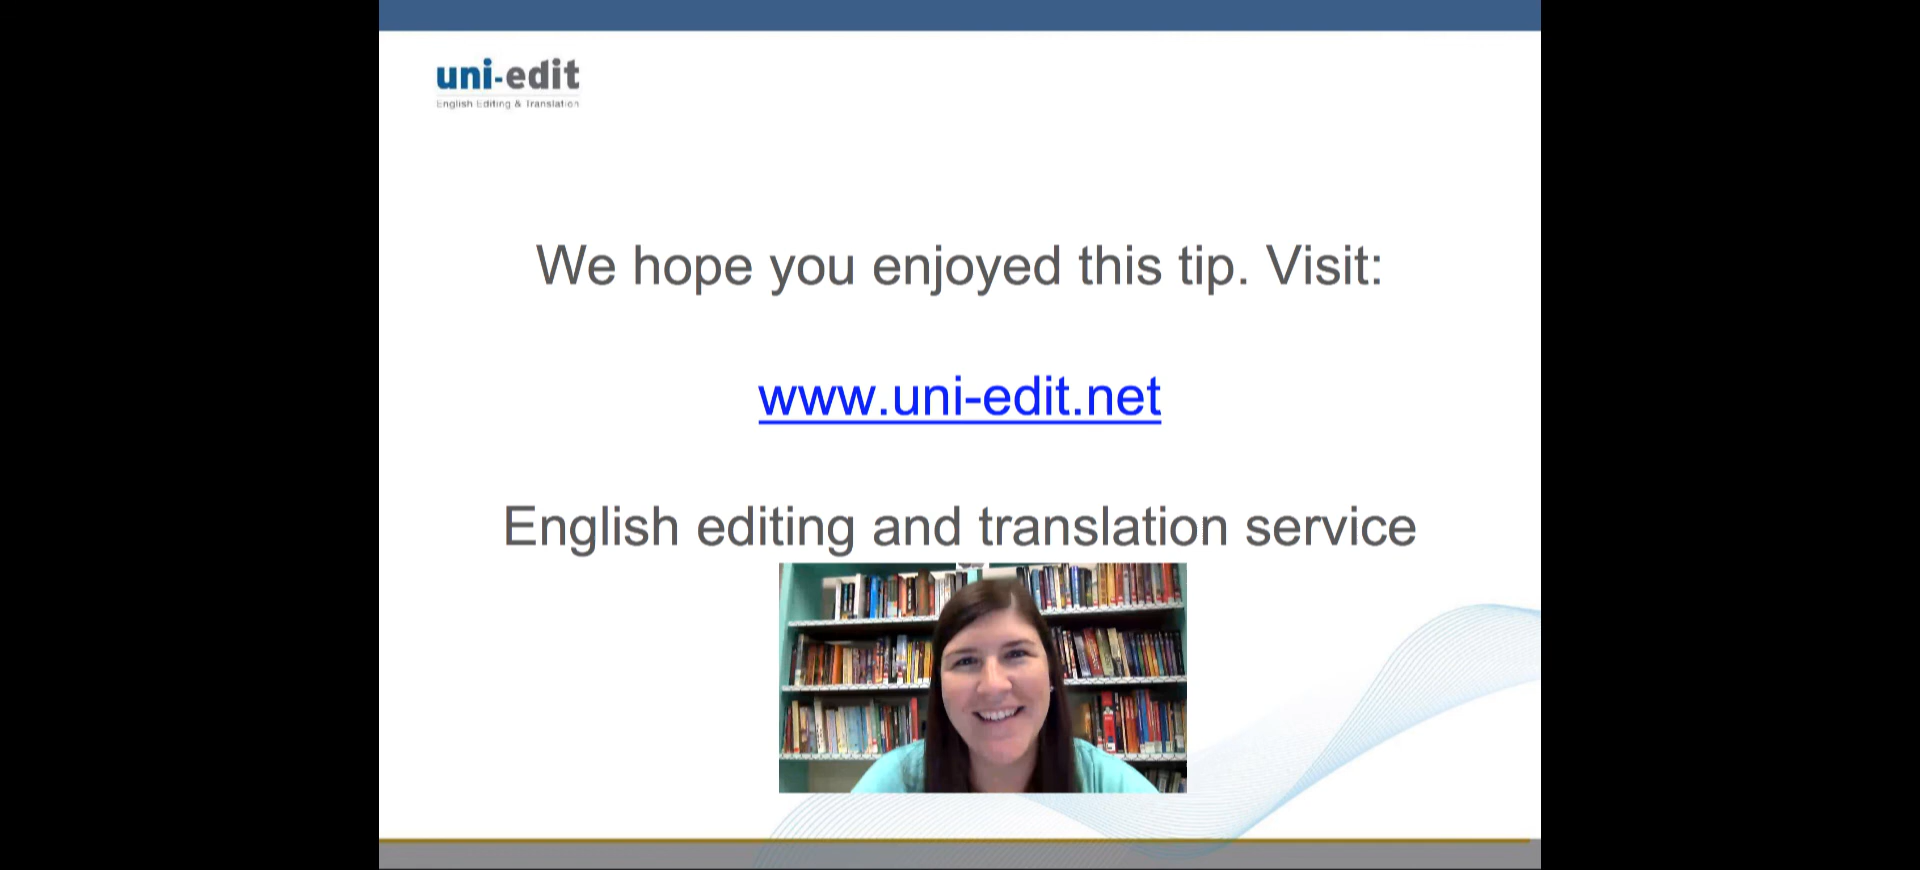 uni-edit
English Editing & Translation
We hope you enjoyed this tip. Visit:
www.uni-edit.net
English editing and translation service